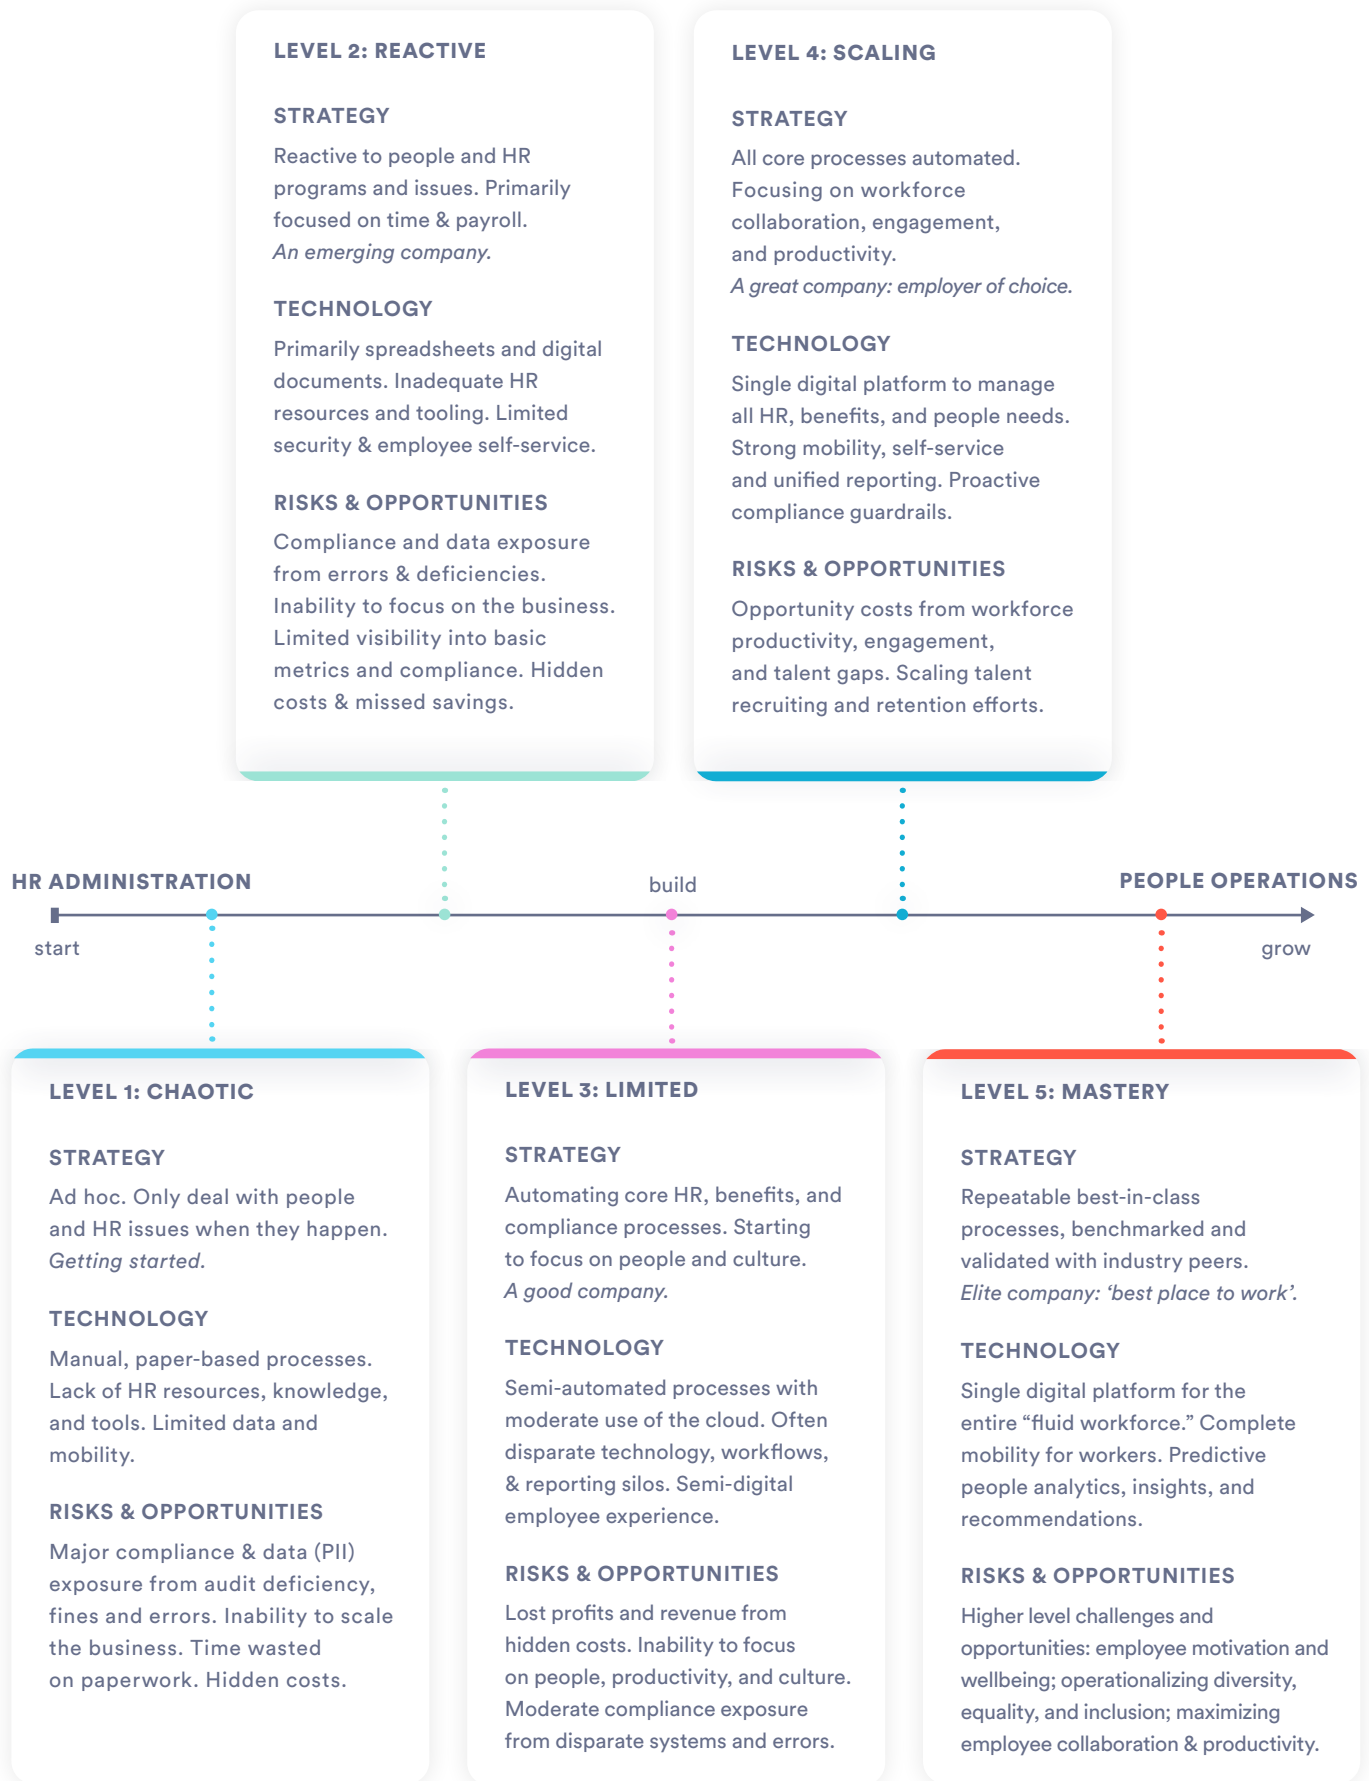 LEVEL 2: REACTIVE
STRATEGY
Reactive to people and HR
programs and issues. Primarily
focused on time & payroll.
An emerging company.
TECHNOLOGY
Primarily spreadsheets and digital
documents. Inadequate HR
resources and tooling. Limited
security & employee self-service.
RISKS & OPPORTUNITIES
Compliance and data exposure
from errors & deficiencies.
Inability to focus on the business.
Limited visibility into basic
metrics and compliance. Hidden
costs & missed savings.
LEVEL 4: SCALING
STRATEGY
All core processes automated.
Focusing on workforce
collaboration, engagement,
and productivity.
A great company: employer of choice.
TECHNOLOGY
Single digital platform to manage
all HR, benefits, and people needs.
Strong mobility, self-service
and unified reporting. Proactive
compliance guardrails.
RISKS & OPPORTUNITIES
Opportunity costs from workforce
productivity, engagement,
and talent gaps. Scaling talent
recruiting and retention efforts.
HR ADMINISTRATION
build
PEOPLE OPERATIONS
start
grow
LEVEL 1: CHAOTIC
STRATEGY
Ad hoc. Only deal with people
and HR issues when they happen.
Getting started.
TECHNOLOGY
Manual, paper-based processes.
Lack of HR resources, knowledge,
and tools. Limited data and
mobility.
RISKS & OPPORTUNITIES
Major compliance & data (PII)
exposure from audit deficiency,
fines and errors. Inability to scale
the business. Time wasted
on paperwork. Hidden costs.
LEVEL 3: LIMITED
STRATEGY
Automating core HR, benefits, and
compliance processes. Starting
to focus on people and culture.
A good company.
TECHNOLOGY
Semi-automated processes with
moderate use of the cloud. Often
disparate technology, workflows,
& reporting silos. Semi-digital
employee experience.
RISKS & OPPORTUNITIES
Lost profits and revenue from
hidden costs. Inability to focus
on people, productivity, and culture.
Moderate compliance exposure
from disparate systems and errors.
LEVEL 5: MASTERY
STRATEGY
Repeatable best-in-class
processes, benchmarked and
validated with industry peers.
Elite company: ‘best place to work’.
TECHNOLOGY
Single digital platform for the
entire “fluid workforce.” Complete
mobility for workers. Predictive
people analytics, insights, and
recommendations.
RISKS & OPPORTUNITIES
Higher level challenges and
opportunities: employee motivation and
wellbeing; operationalizing diversity,
equality, and inclusion; maximizing
employee collaboration & productivity.